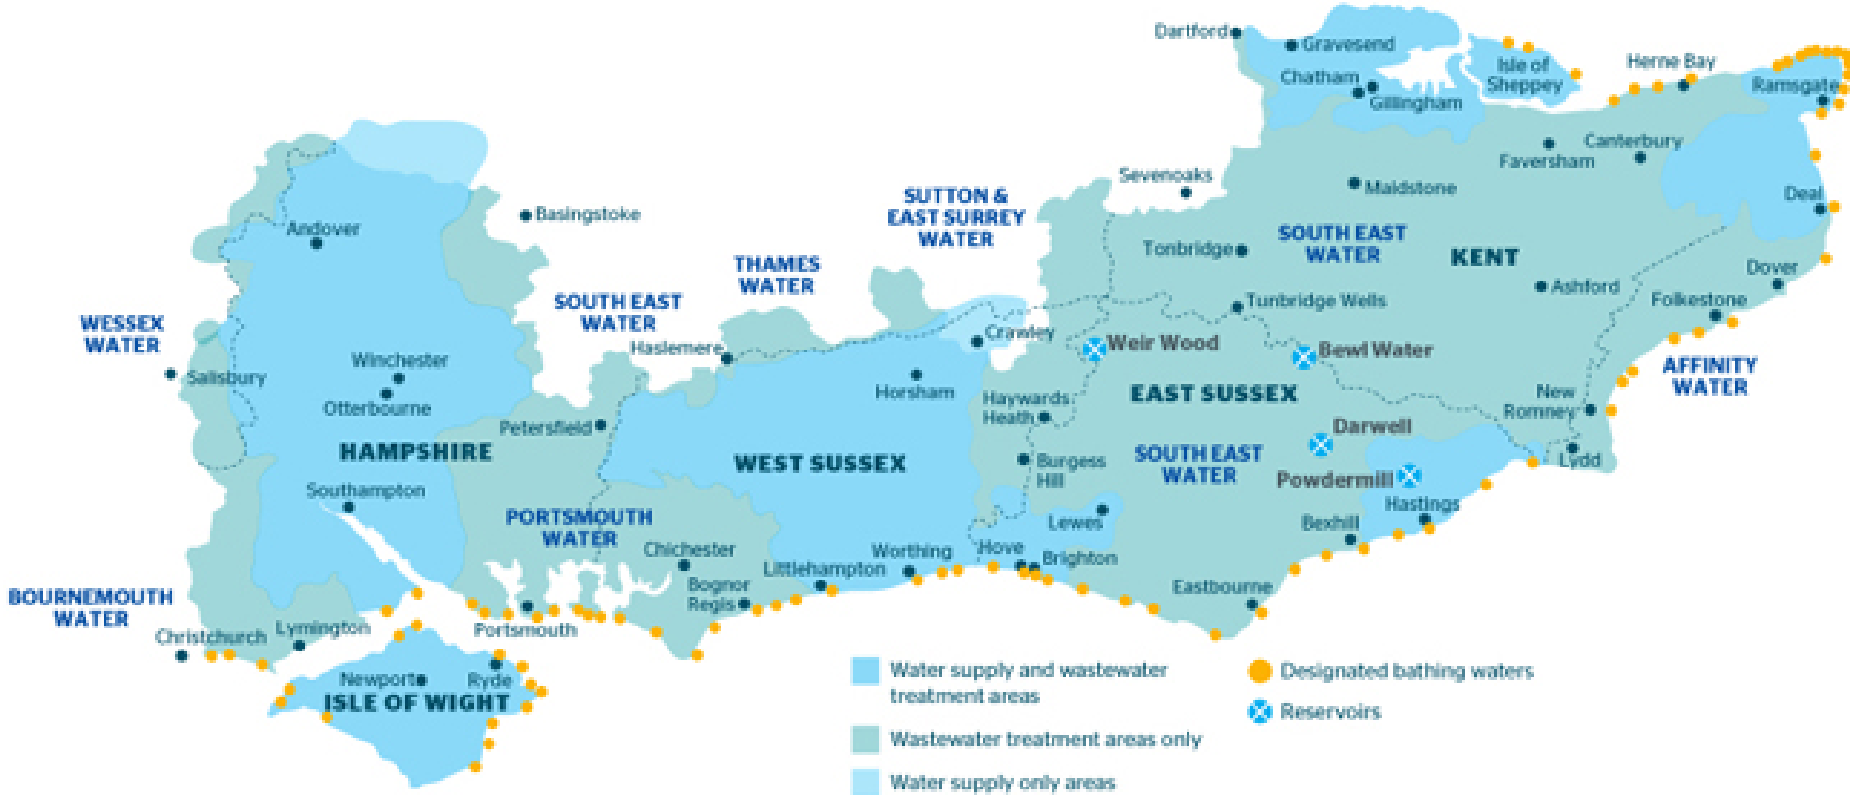 Dartford
Gravesend
Chatham
Gillingham
Isle of
Sheppey
Herne Bay
Ramsgate
Canterbury
Faversham
Sevenoaks
Maidstone
Deal
SUTTON &
EAST SURREY
WATER
Basingstoke
Andover
Tonbridge
SOUTH EAST
WATER
KENT
THAMES
WATER
Dover
Ashford
Folkestone
SOUTH EAST
WATER
Tunbridge Wells
WESSEX
WATER
Haslemere
Crawley
Weir Wood
Bewl Water
AFFINITY
WATER
Salisbury
Winchester
Otterbourne
Horsham
Haywards
Heath
EAST SUSSEX
New
Romney
Petersfield
Darwell
HAMPSHIRE
WEST SUSSEX
Burgess
Hill
SOUTH EAST
WATER
Lydd
Powdermill
Southampton
Hastings
PORTSMOUTH
WATER
Lewes
Bexhill
Chichester
Worthing
Hove
Brighton
Littlehampton
Bognor
Regis
Eastbourne
BOURNEMOUTH
WATER
Christchurch
Lymington
Portsmouth
Newport
Ryde
ISLE OF WIGHT
Water supply and wastewater
treatment areas
Wastewater treatment areas only
Water supply only areas
Designated bathing waters
Reservoirs